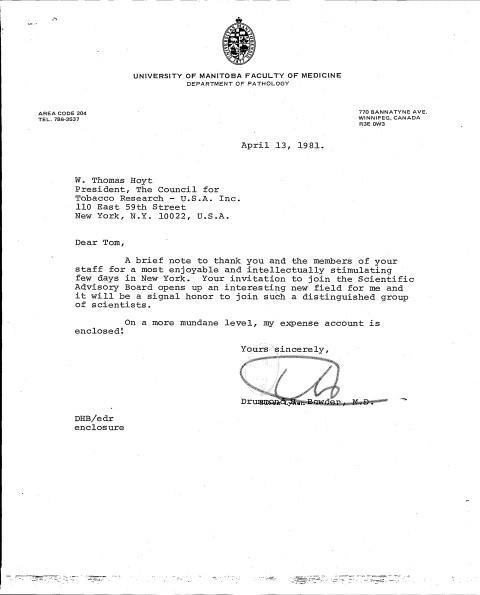 UNIVERSITY OF MANITOBA FACULTY OF MEDICINE
DEPARTMENT OF PATHOLOGY
AREA CODE 204
TEL. 786-3537
770 BANNATYNE AVE.
WINNIPEG, CANADA
R3E 0W3
April 13, 1981.
W. Thomas Hoyt
President, The Council for
Tobacco Research - U.S.A. Inc.
110 East 59th Street
New York, N.Y. 10022, U.S.A.
Dear Tom,
A brief note to thank you and the members of your
staff for a most enjoyable and intellectually stimulating
few days in New York. Your invitation to join the Scientific
Advisory Board opens up an interesting new field for me and
it will be a signal honor to join such a distinguished group
of scientists.
On a more mundane level, my expense account is
enclosed!
Yours sincerely,
Drummond H. Bowden, M.D.
DHB/edr
enclosure